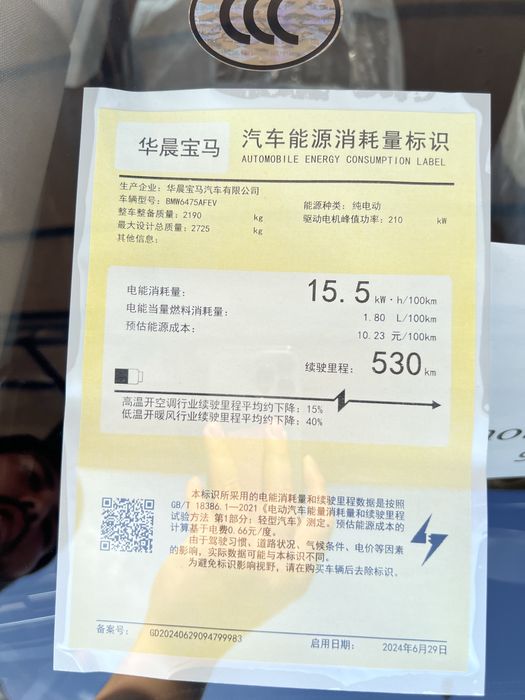 CCC
华晨宝马
汽车能源消耗量标识
AUTOMOBILE ENERGY CONSUMPTION LABEL
生产企业：华晨宝马汽车有限公司
车辆型号：BMW6475AFEV 能源种类：纯电动
整车整备质量：2190 kg 驱动电机峰值功率：210 kW
最大设计总质量：2725 kg
其他信息：
电能消耗量： 15.5 kW·h/100km
电能当量燃料消耗量： 1.80 L/100km
预估能源成本： 10.23 元/100km
续驶里程： 530 km
高温开空调行业续驶里程平均约下降：15%
低温开暖风行业续驶里程平均约下降：40%
本标识所采用的电能消耗量和续驶里程数据是按照
GB/T 18386.1—2021《电动汽车能量消耗量和续驶里程
试验方法 第1部分：轻型汽车》测定。预估能源成本的
计算基于电费0.66元/度。
由于驾驶习惯、道路状况、气候条件、电价等因素
的影响，实际数据可能与本标识不同。
为避免标识影响视野，请在购买车辆后去除标识。
备案号： GD20240629094799983 启用日期： 2024年6月29日